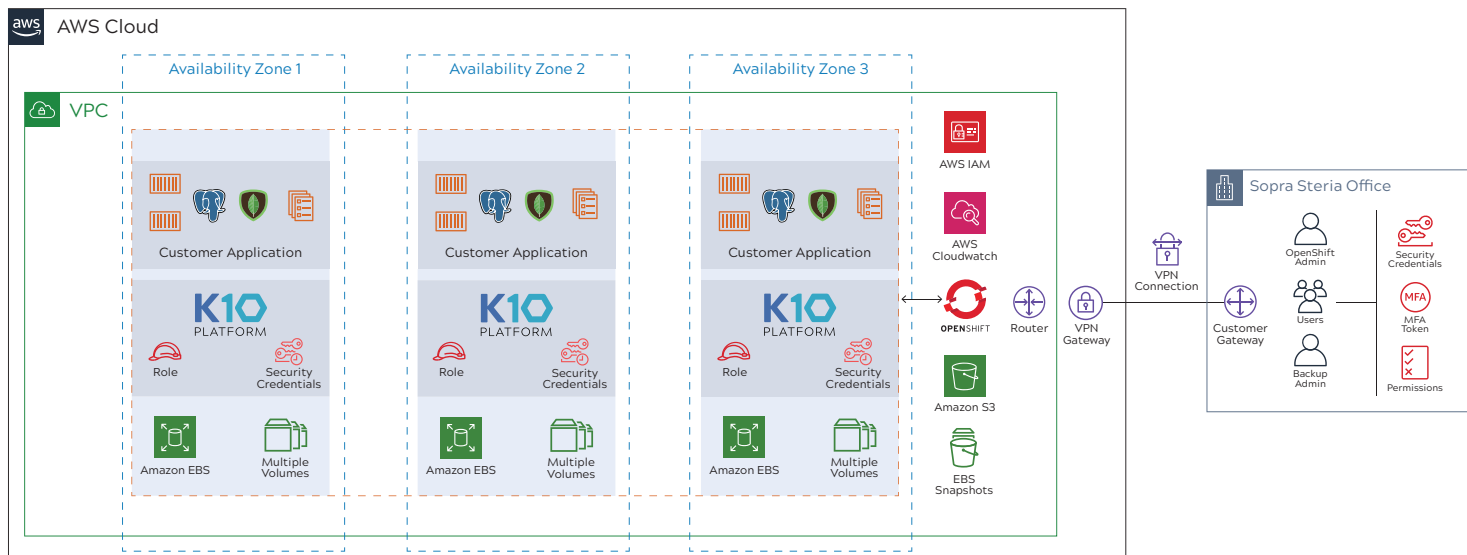 aws
AWS Cloud
Availability Zone 1
Availability Zone 2
Availability Zone 3
VPC
Customer Application
Customer Application
Customer Application
K10
PLATFORM
K10
PLATFORM
K10
PLATFORM
Role
Security
Credentials
Role
Security
Credentials
Role
Security
Credentials
Amazon EBS
Multiple
Volumes
Amazon EBS
Multiple
Volumes
Amazon EBS
Multiple
Volumes
AWS IAM
AWS
Cloudwatch
OPENSHIFT
Amazon S3
EBS
Snapshots
Router
VPN
Gateway
VPN
Connection
Customer
Gateway
Sopra Steria Office
OpenShift
Admin
Users
Backup
Admin
Security
Credentials
MFA
MFA
Token
Permissions